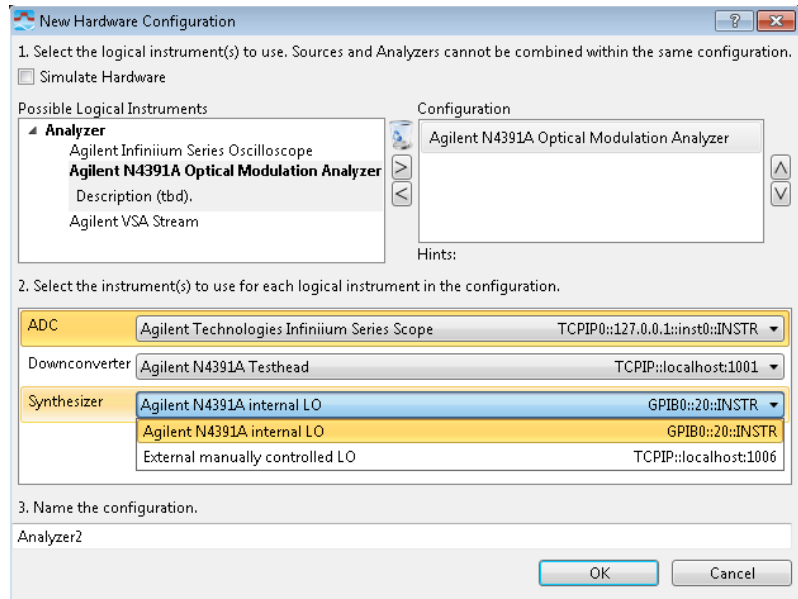 New Hardware Configuration
1. Select the logical instrument(s) to use. Sources and Analyzers cannot be combined within the same configuration.
Simulate Hardware
Possible Logical Instruments
Configuration
Analyzer
Agilent Infiniium Series Oscilloscope
Agilent N4391A Optical Modulation Analyzer
Description (tbd).
Agilent VSA Stream
Agilent N4391A Optical Modulation Analyzer
Hints:
2. Select the instrument(s) to use for each logical instrument in the configuration.
ADC Agilent Technologies Infiniium Series Scope TCPIP0::127.0.0.1::inst0::INSTR
Downconverter Agilent N4391A Testhead TCPIP::localhost:1001
Synthesizer Agilent N4391A internal LO GPIB0::20::INSTR
Agilent N4391A internal LO GPIB0::20::INSTR
External manually controlled LO TCPIP::localhost:1006
3. Name the configuration.
Analyzer2
OK Cancel